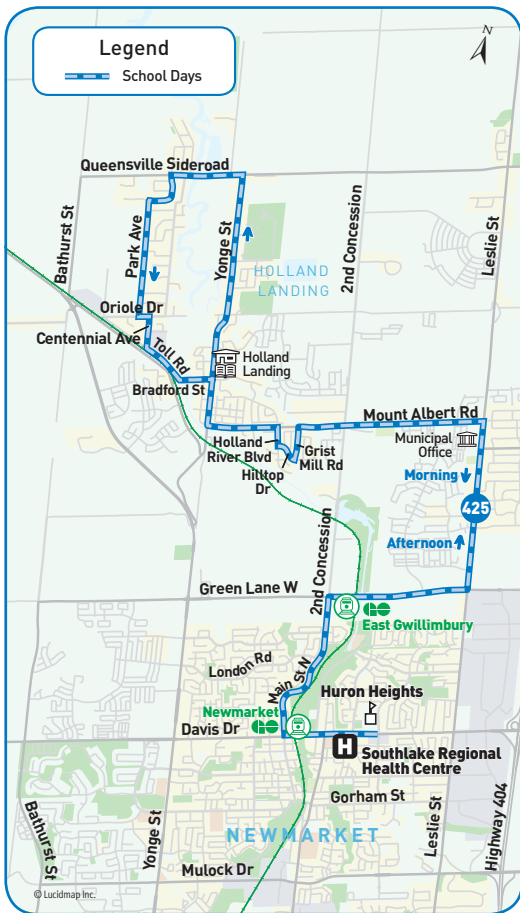 Legend
School Days
N
Queensville Sideroad
Bathurst St
Park Ave
Yonge St
2nd Concession
Leslie St
HOLLAND
LANDING
Oriole Dr
Centennial Ave
Toll Rd
Bradford St
Holland
Landing
Mount Albert Rd
Holland
River Blvd
Hilltop
Dr
Grist
Mill Rd
Municipal
Office
Morning
425
Afternoon
Green Lane W
2nd Concession
East Gwillimbury
London Rd
Main St N
Huron Heights
Newmarket
Davis Dr
H
Southlake Regional
Health Centre
Gorham St
Bathurst St
Yonge St
NEWMARKET
Leslie St
Highway 404
Mulock Dr
© Lucidmap Inc.